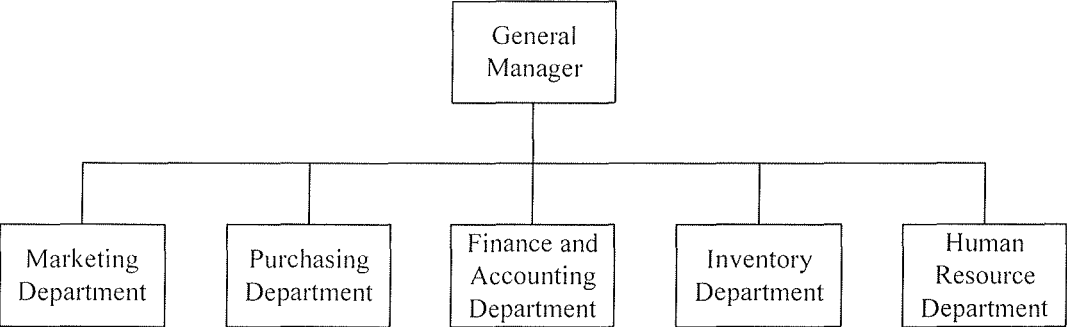 General
Manager
Marketing
Department
Purchasing
Department
Finance and
Accounting
Department
Inventory
Department
Human
Resource
Department